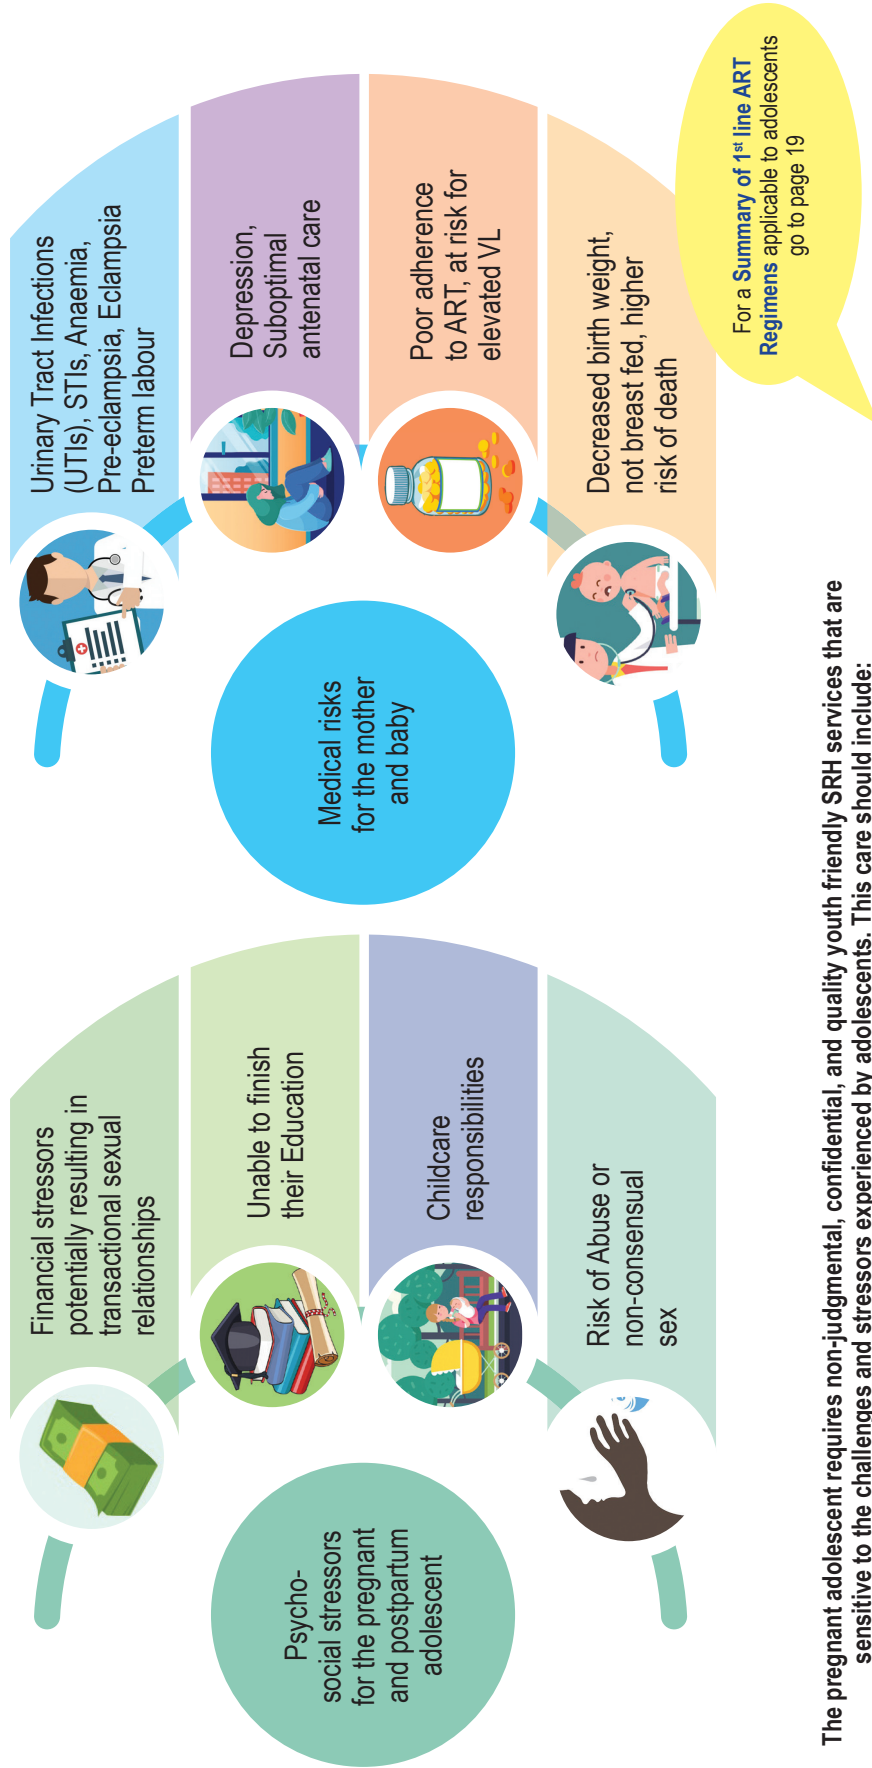 Psycho-
social stressors
for the pregnant
and postpartum
adolescent
Financial stressors
potentially resulting in
transactional sexual
relationships
Unable to finish
their Education
Childcare
responsibilities
Risk of Abuse or
non-consensual
sex
Medical risks
for the mother
and baby
Urinary Tract Infections
(UTIs), STIs, Anaemia,
Pre-eclampsia, Eclampsia
Preterm labour
Depression,
Suboptimal
antenatal care
Poor adherence
to ART, at risk for
elevated VL
Decreased birth weight,
not breast fed, higher
risk of death
For a Summary of 1st line ART
Regimens applicable to adolescents
go to page 19
The pregnant adolescent requires non-judgmental, confidential, and quality youth friendly SRH services that are
sensitive to the challenges and stressors experienced by adolescents. This care should include: